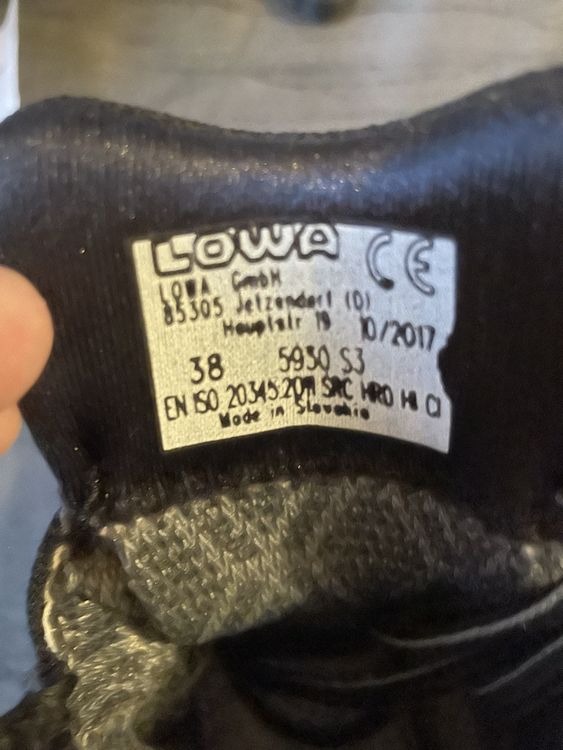 LOWA CE
LOWA GmbH
85305 Jetzendorf (D)
Hauptstr 19 10/2017
38 5930 S3
EN ISO 20345:2011 SRC HRO HI CI
Made in Slovakia